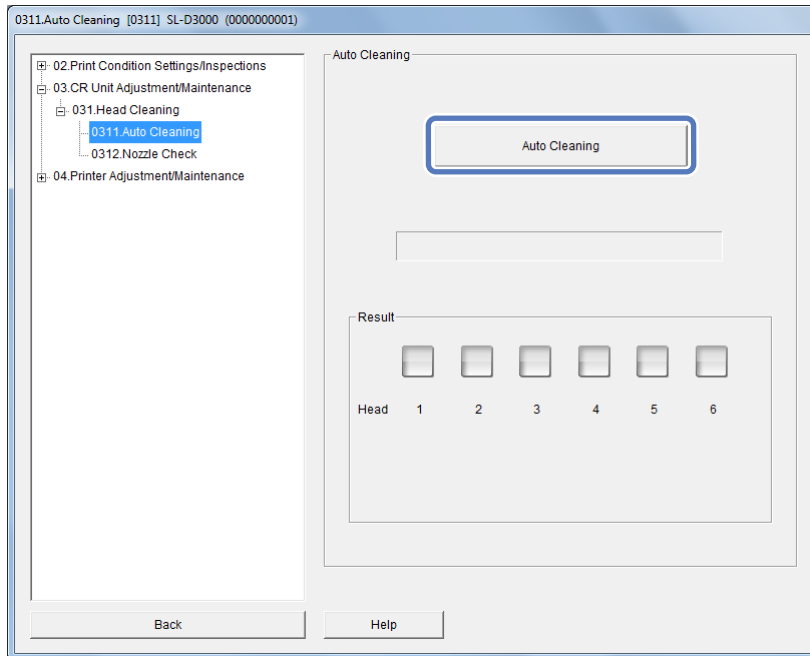 0311.Auto Cleaning [0311] SL-D3000 (0000000001)
02.Print Condition Settings/Inspections
03.CR Unit Adjustment/Maintenance
031.Head Cleaning
0311.Auto Cleaning
0312.Nozzle Check
04.Printer Adjustment/Maintenance
Auto Cleaning
Auto Cleaning
Result
Head 1 2 3 4 5 6
Back
Help